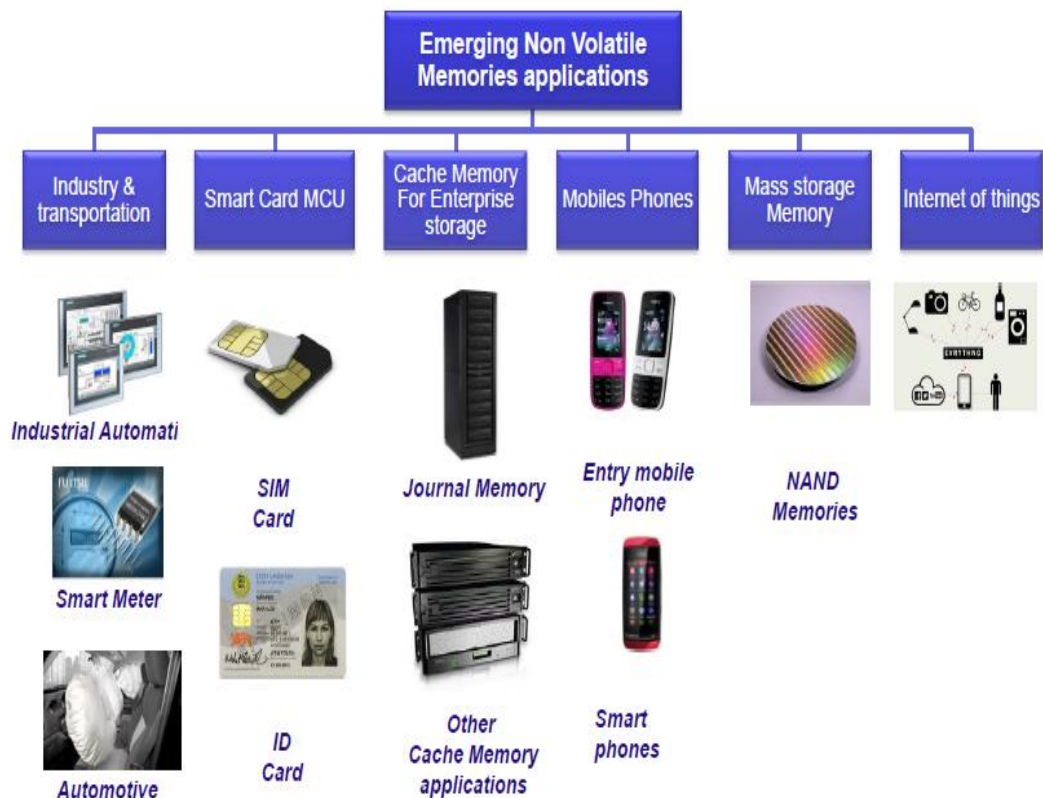 Emerging Non Volatile
Memories applications
Industry &
transportation
Smart Card MCU
Cache Memory
For Enterprise
storage
Mobiles Phones
Mass storage
Memory
Internet of things
Industrial Automati
SIM
Card
Journal Memory
Entry mobile
phone
NAND
Memories
EVRYTHNG
FUJITSU
Smart Meter
ID
Card
Other
Cache Memory
applications
Smart
phones
Automotive